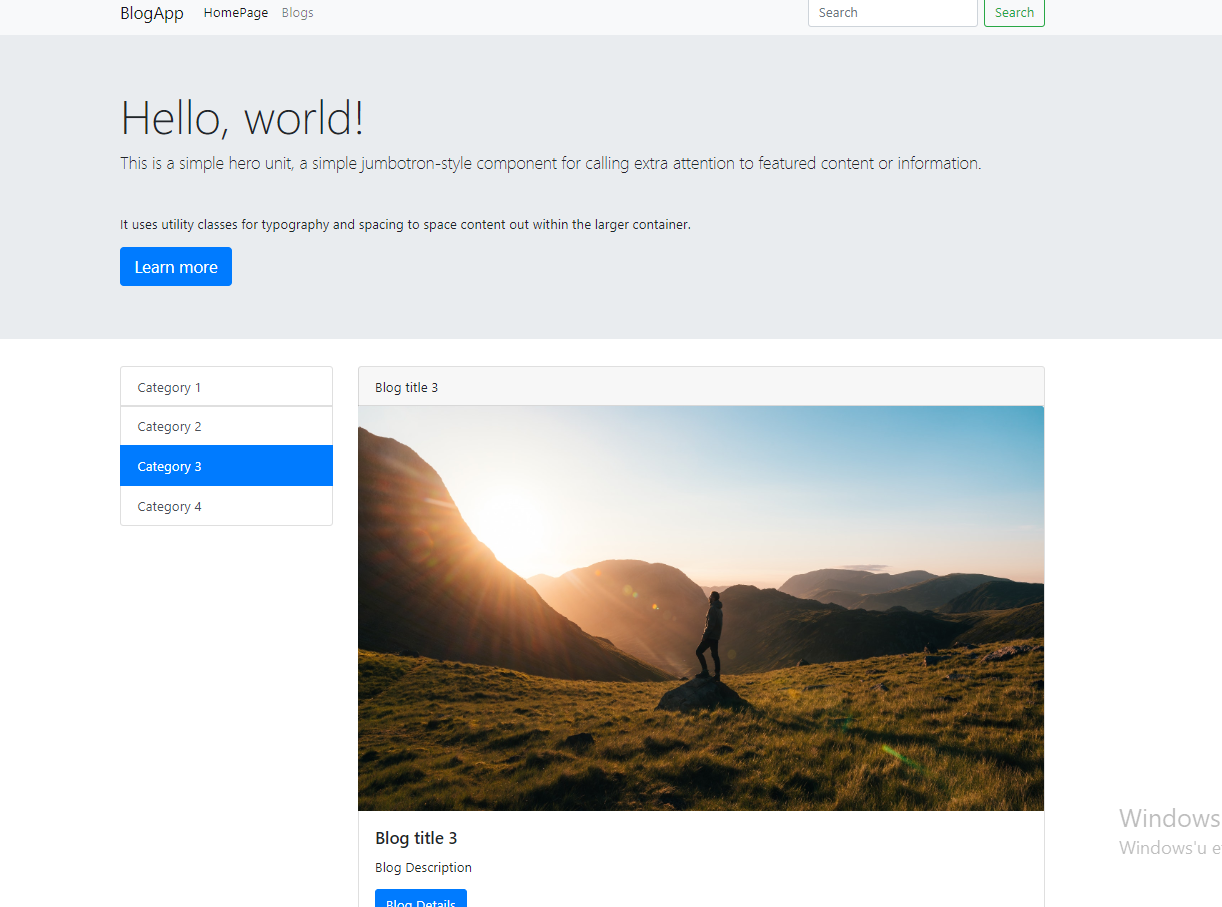 BlogApp HomePage Blogs Search Search
Hello, world!
This is a simple hero unit, a simple jumbotron-style component for calling extra attention to featured content or information.
It uses utility classes for typography and spacing to space content out within the larger container.
Learn more
Category 1
Category 2
Category 3
Category 4
Blog title 3
Blog title 3
Blog Description
Blog Details
Windows
Windows'u e